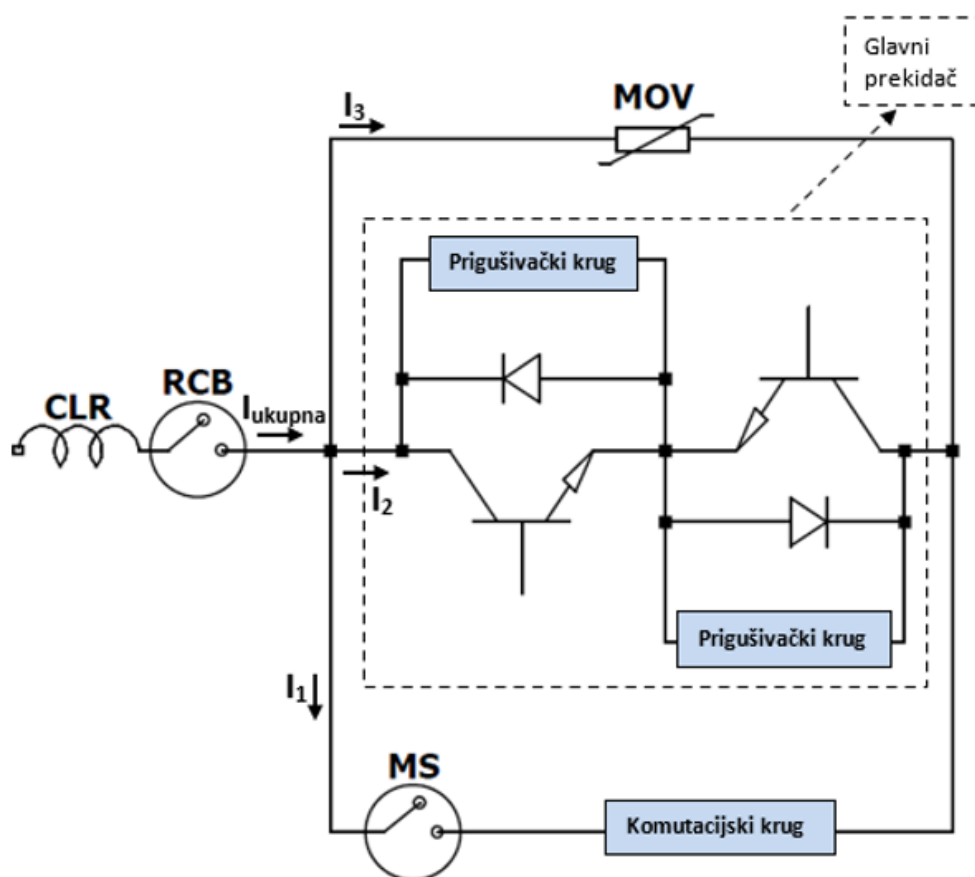 Glavni
prekidač
MOV
I3
Prigušivački krug
CLR
RCB
Iukupna
I2
Prigušivački krug
I1
MS
Komutacijski krug